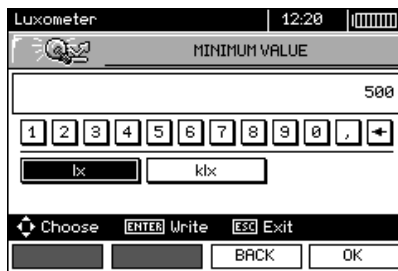 Luxometer 12:20
MINIMUM VALUE
500
1 2 3 4 5 6 7 8 9 0 , ←
lx klx
Choose ENTER Write ESC Exit
BACK OK